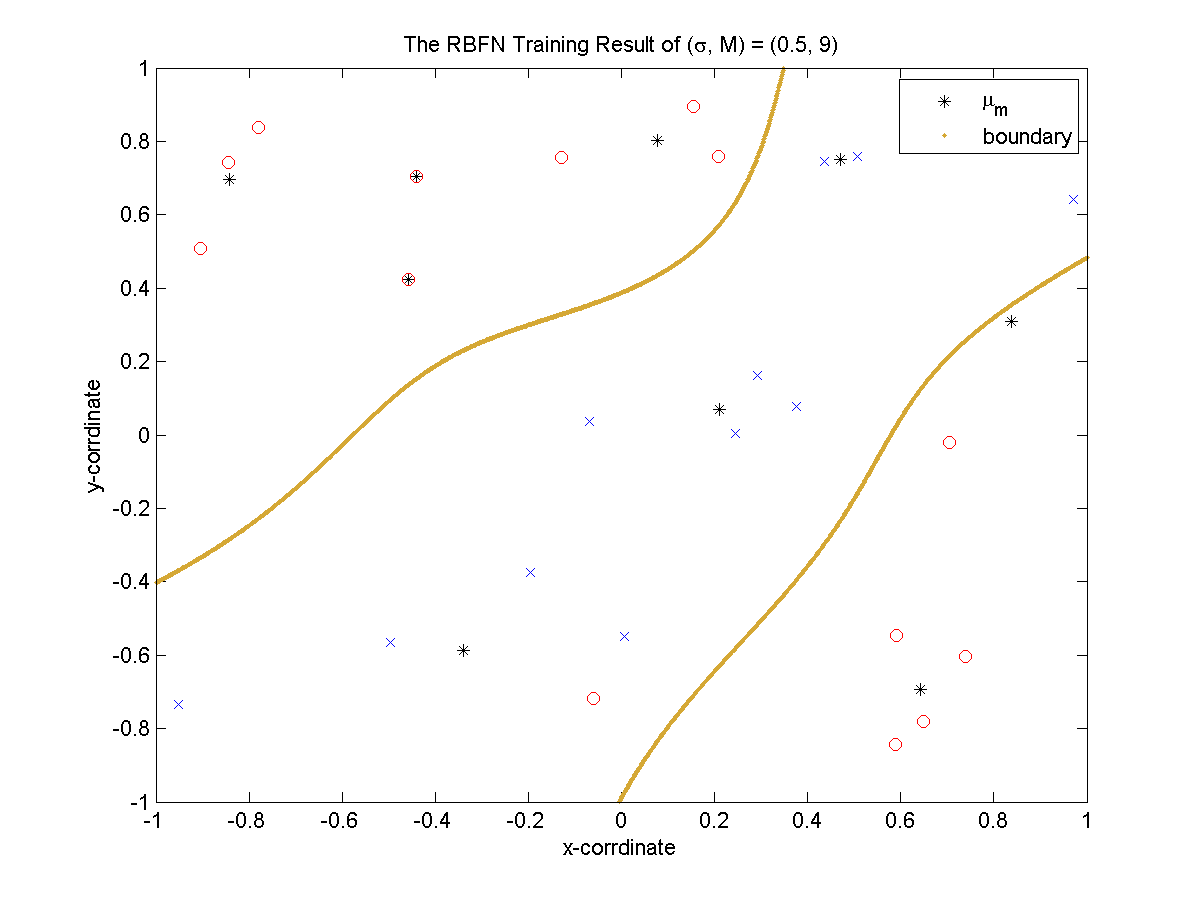 The RBFN Training Result of (σ, M) = (0.5, 9)
μm
boundary
1
0.8
0.6
0.4
0.2
0
-0.2
-0.4
-0.6
-0.8
-1
y-corrdinate
-1 -0.8 -0.6 -0.4 -0.2 0 0.2 0.4 0.6 0.8 1
x-corrdinate